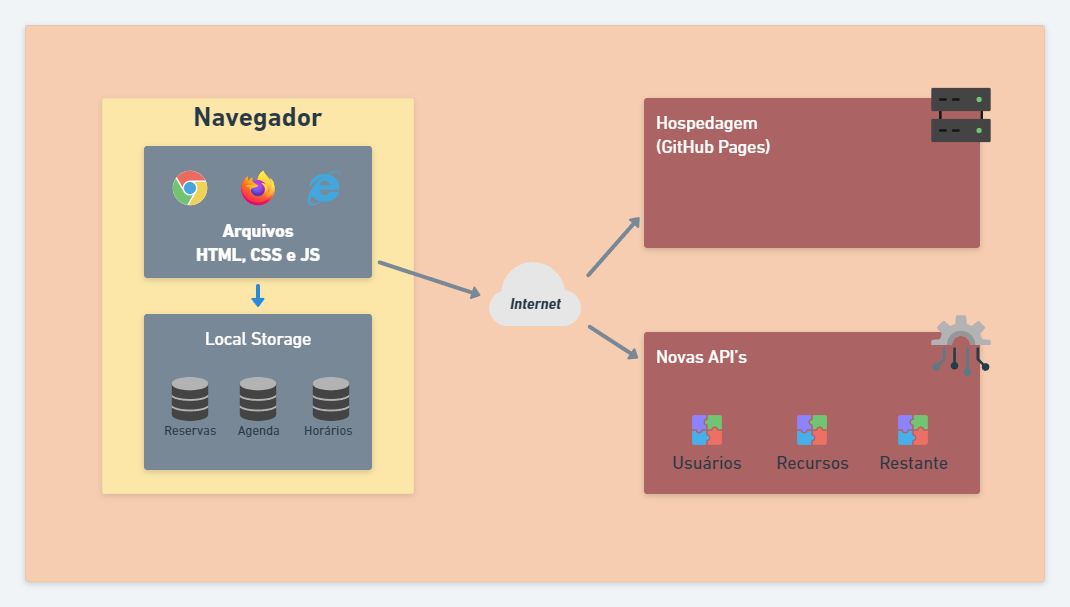 Navegador
Arquivos
HTML, CSS e JS
Local Storage
Reservas
Agenda
Horários
Internet
Hospedagem
(GitHub Pages)
Novas API's
Usuários
Recursos
Restante